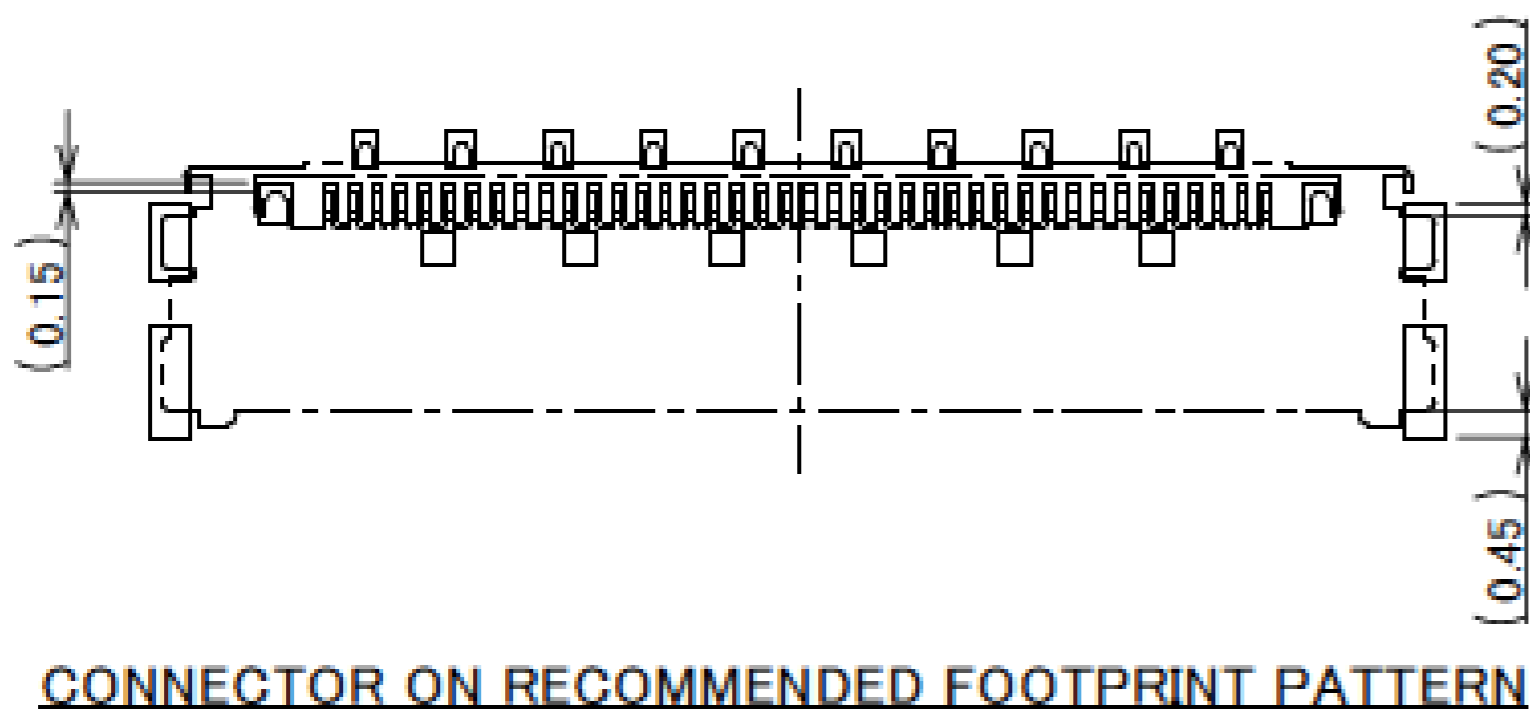 (0.20)
(0.15)
(0.45)
CONNECTOR ON RECOMMENDED FOOTPRINT PATTERN